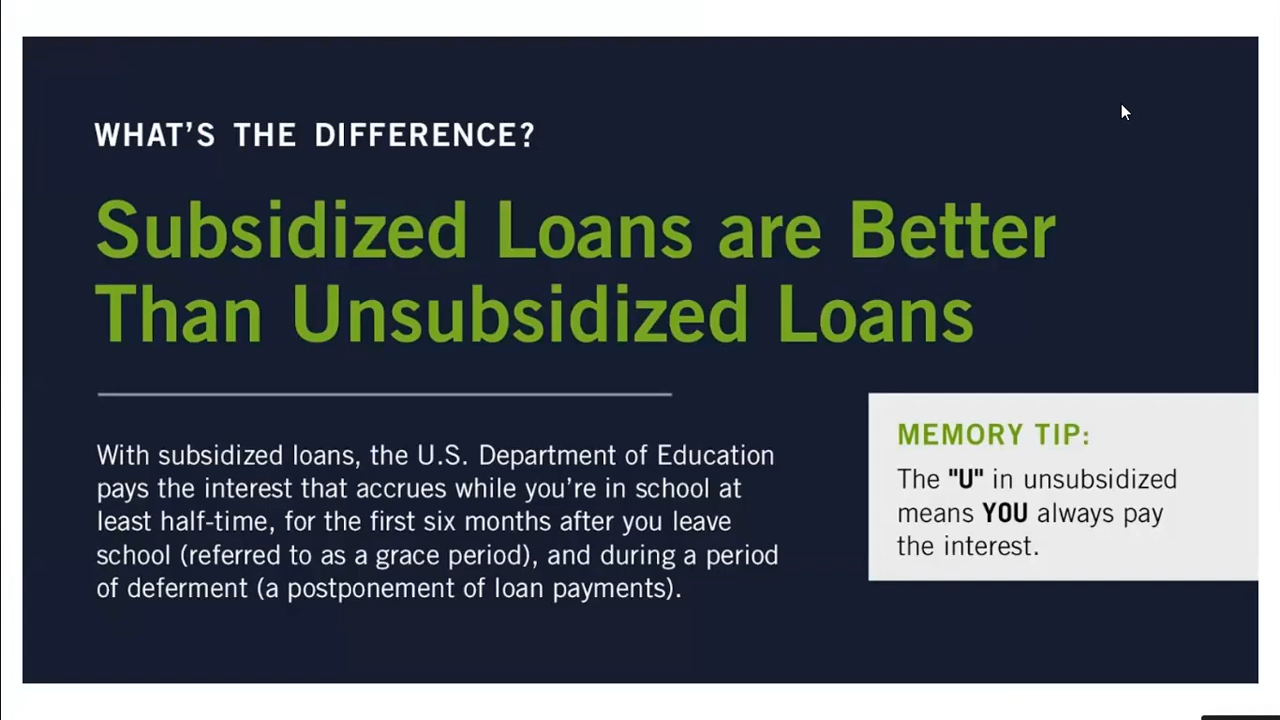 WHAT'S THE DIFFERENCE?
Subsidized Loans are Better
Than Unsubsidized Loans
With subsidized loans, the U.S. Department of Education
pays the interest that accrues while you're in school at
least half-time, for the first six months after you leave
school (referred to as a grace period), and during a period
of deferment (a postponement of loan payments).
MEMORY TIP:
The "U" in unsubsidized
means YOU always pay
the interest.